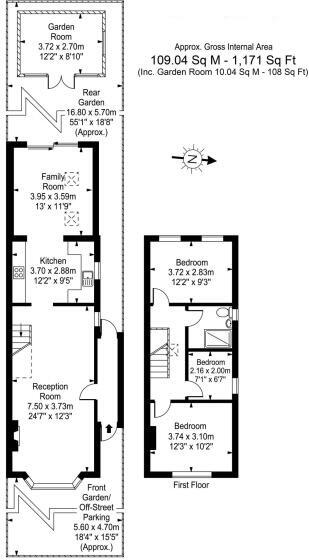 Garden
Room
3.72 x 2.70m
12'2" x 8'10"
Approx. Gross Internal Area
109.04 Sq M - 1,171 Sq Ft
(Inc. Garden Room 10.04 Sq M - 108 Sq Ft)
Rear
Garden
16.80 x 5.70m
55'1" x 18'8"
(Approx.)
N
Family
Room
3.95 x 3.59m
13' x 11'9"
Kitchen
3.70 x 2.88m
12'2" x 9'5"
Bedroom
3.72 x 2.83m
12'2" x 9'3"
Bedroom
2.16 x 2.00m
7'1" x 6'7"
Reception
Room
7.50 x 3.73m
24'7" x 12'3"
Bedroom
3.74 x 3.10m
12'3" x 10'2"
First Floor
Front
Garden/
Off-Street
Parking
5.60 x 4.70m
18'4" x 15'5"
(Approx.)